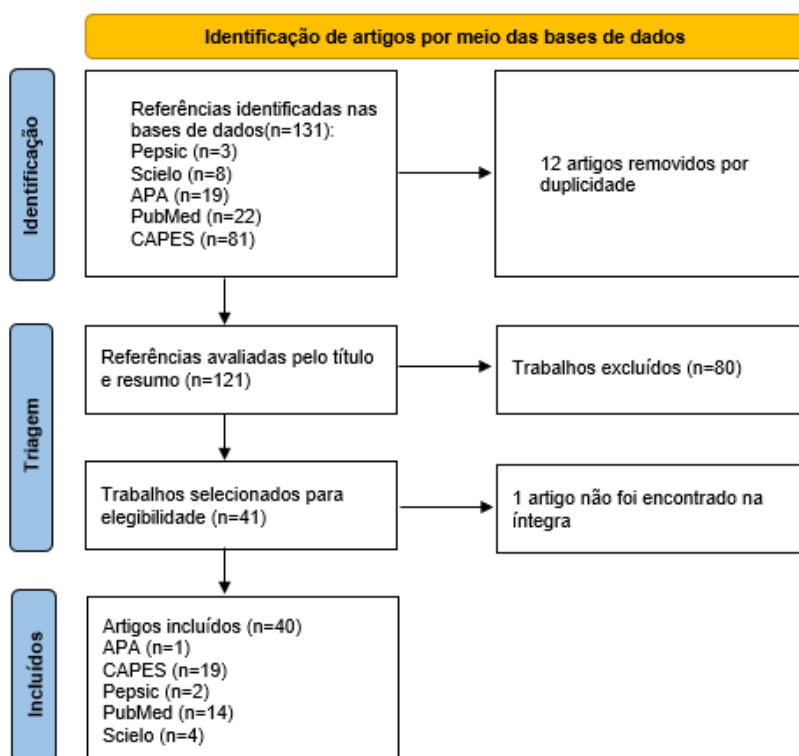 Identificação de artigos por meio das bases de dados
Identificação
Referências identificadas nas
bases de dados(n=131):
Pepsic (n=3)
Scielo (n=8)
APA (n=19)
PubMed (n=22)
CAPES (n=81)
12 artigos removidos por
duplicidade
Triagem
Referências avaliadas pelo título
e resumo (n=121)
Trabalhos excluídos (n=80)
Trabalhos selecionados para
elegibilidade (n=41)
1 artigo não foi encontrado na
íntegra
Incluídos
Artigos incluídos (n=40)
APA (n=1)
CAPES (n=19)
Pepsic (n=2)
PubMed (n=14)
Scielo (n=4)